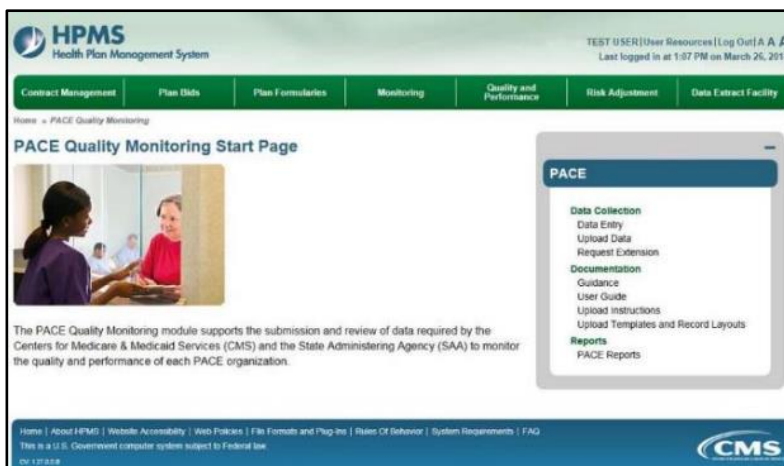 HPMS
Health Plan Management System
TEST USER|User Resources|Log Out|A A A
Last logged in at 1:07 PM on March 26, 201
Contract Management
Plan Bids
Plan Formularies
Monitoring
Quality and
Performance
Risk Adjustment
Data Extract Facility
Home » PACE Quality Monitoring
PACE Quality Monitoring Start Page
The PACE Quality Monitoring module supports the submission and review of data required by the
Centers for Medicare & Medicaid Services (CMS) and the State Administering Agency (SAA) to monitor
the quality and performance of each PACE organization.
PACE
Data Collection
Data Entry
Upload Data
Request Extension
Documentation
Guidance
User Guide
Upload Instructions
Upload Templates and Record Layouts
Reports
PACE Reports
Home | About HPMS | Website Accessibility | Web Policies | File Formats and Plug-Ins | Rules Of Behavior | System Requirements | FAQ
This is a U.S. Government computer system subject to Federal law.
CMS